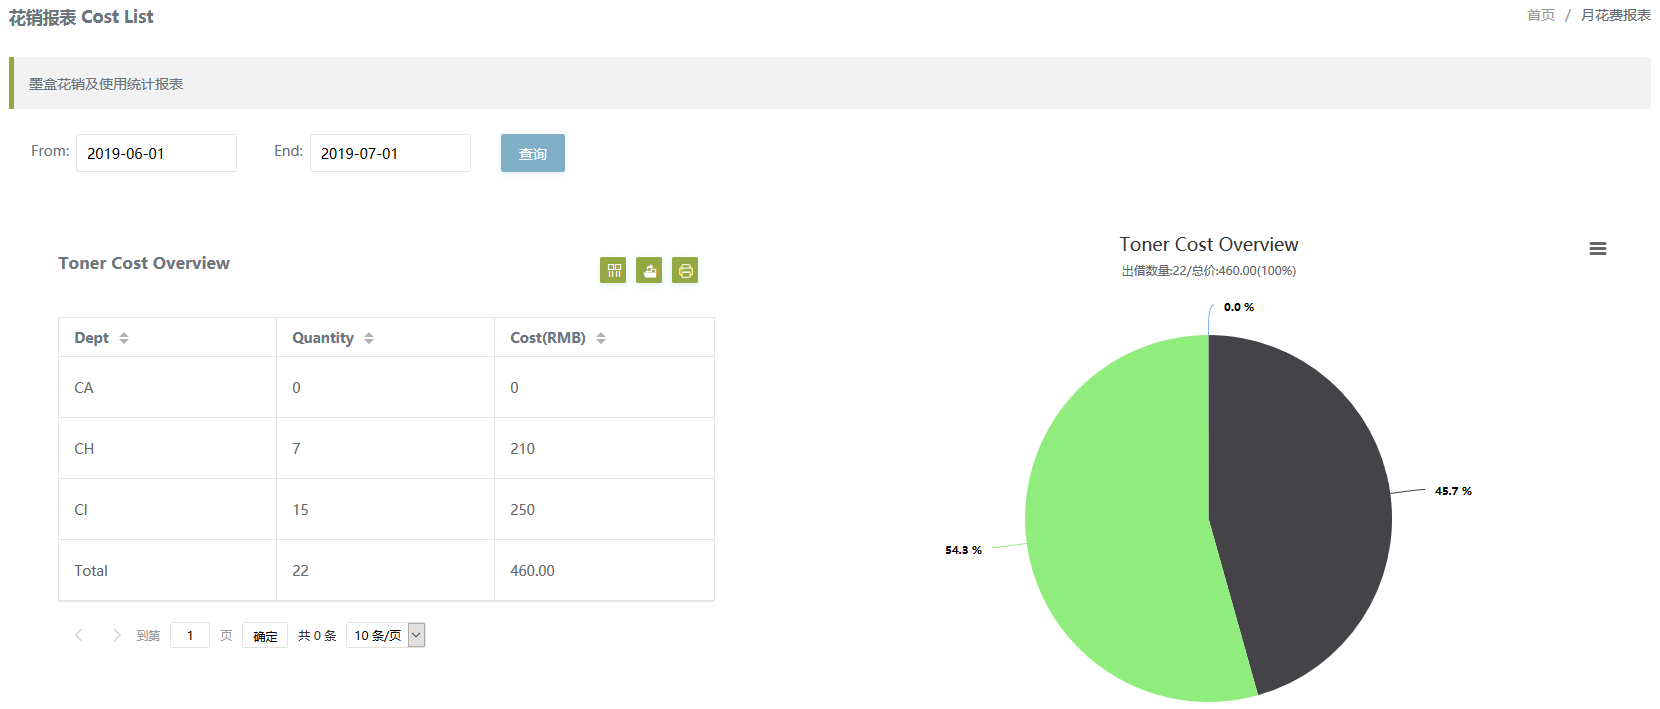 花销报表 Cost List
首页 / 月花费报表
墨盒花销及使用统计报表
From: 2019-06-01 End: 2019-07-01 查询
Toner Cost Overview
Dept Quantity Cost(RMB)
CA 0 0
CH 7 210
CI 15 250
Total 22 460.00
到第 1 页 确定 共 0 条 10 条/页
Toner Cost Overview
出借数量:22/总价:460.00(100%)
0.0 %
45.7 %
54.3 %